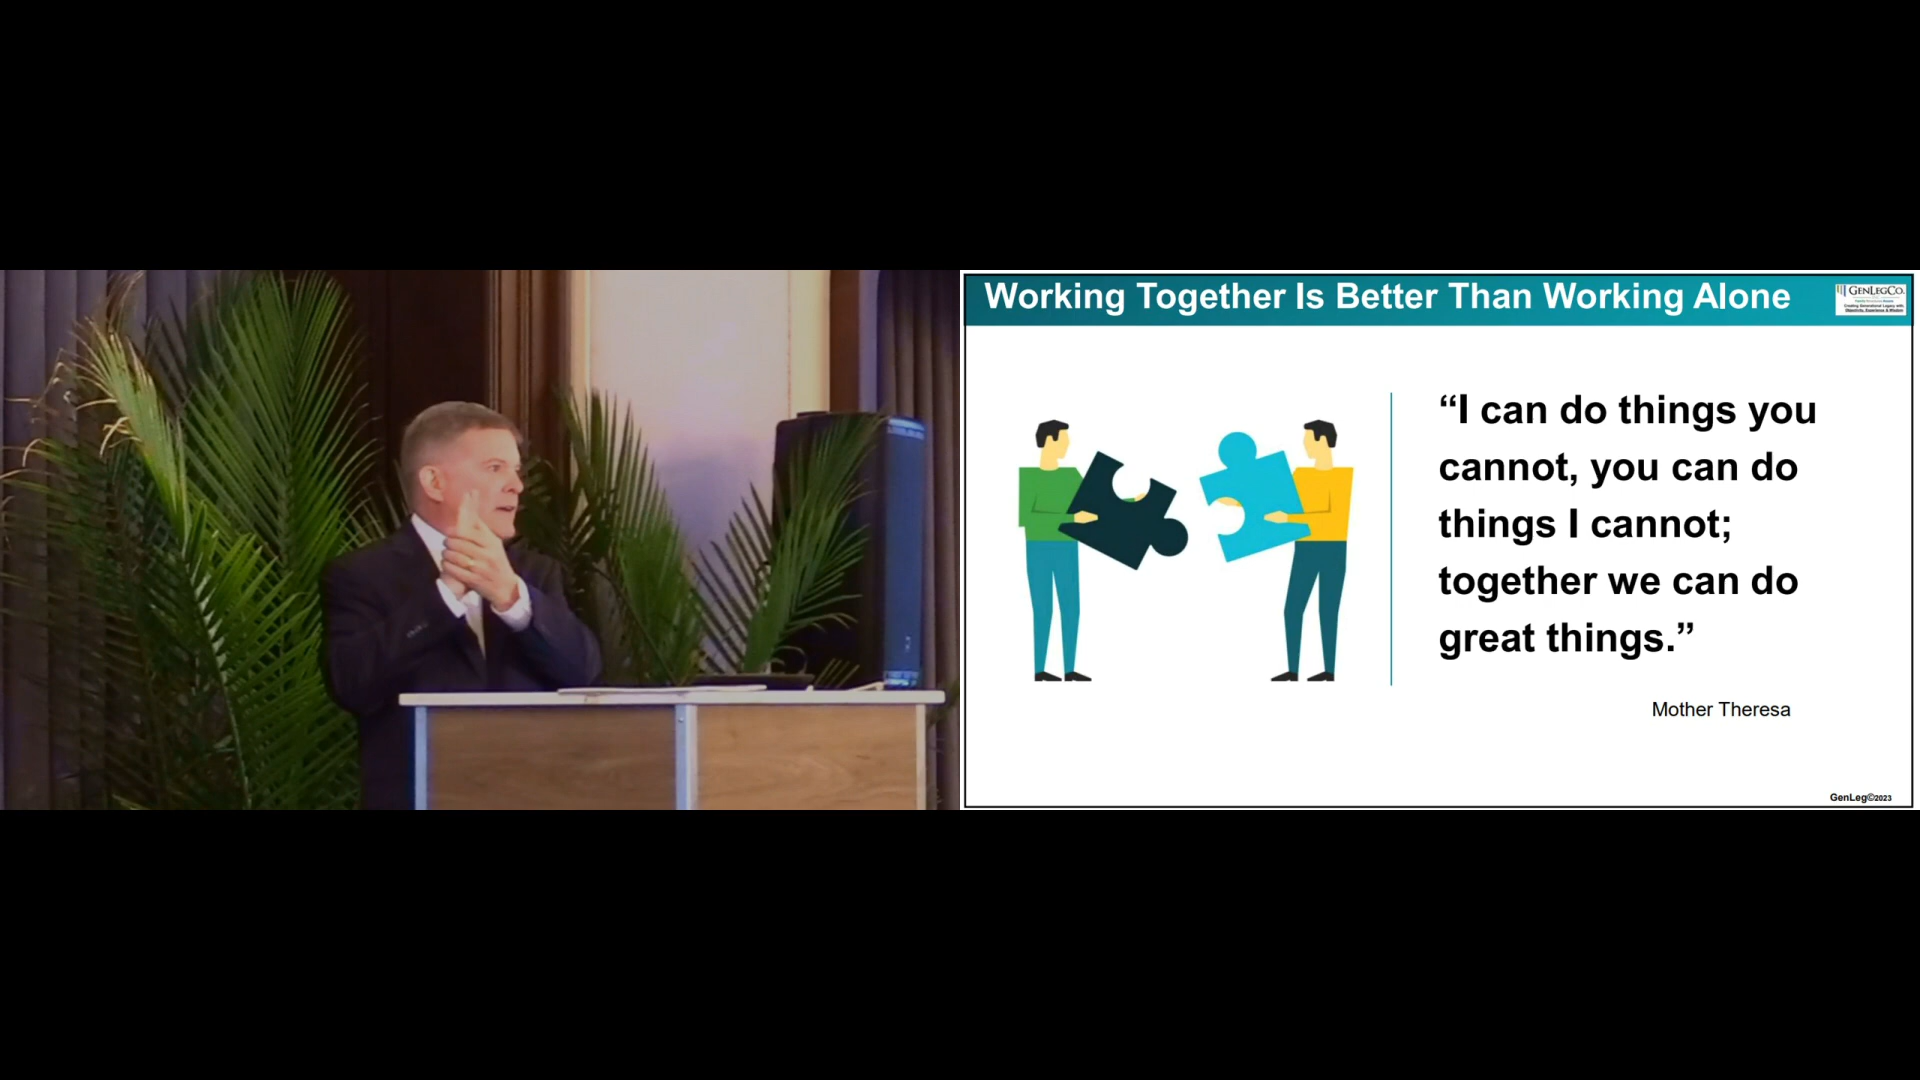 Working Together Is Better Than Working Alone
GENLEGCO.
“I can do things you
cannot, you can do
things I cannot;
together we can do
great things.”
Mother Theresa
GenLeg©2023